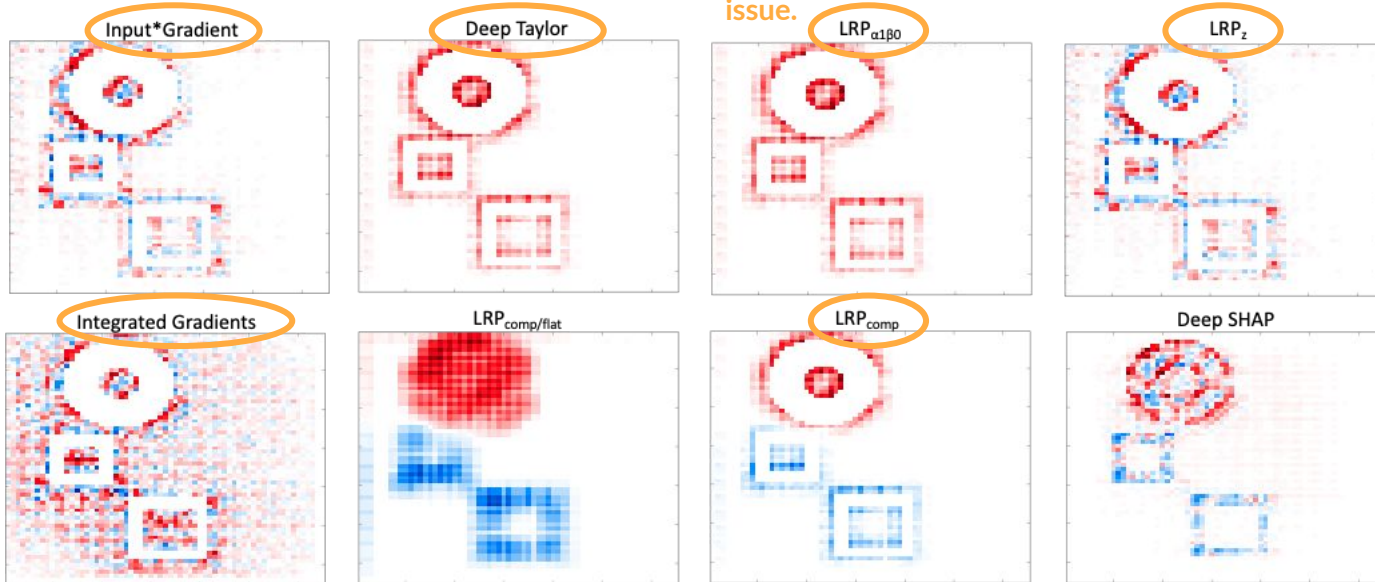 issue.
Input*Gradient
Deep Taylor
LRPα1β0
LRPz
Integrated Gradients
LRPcomp/flat
LRPcomp
Deep SHAP